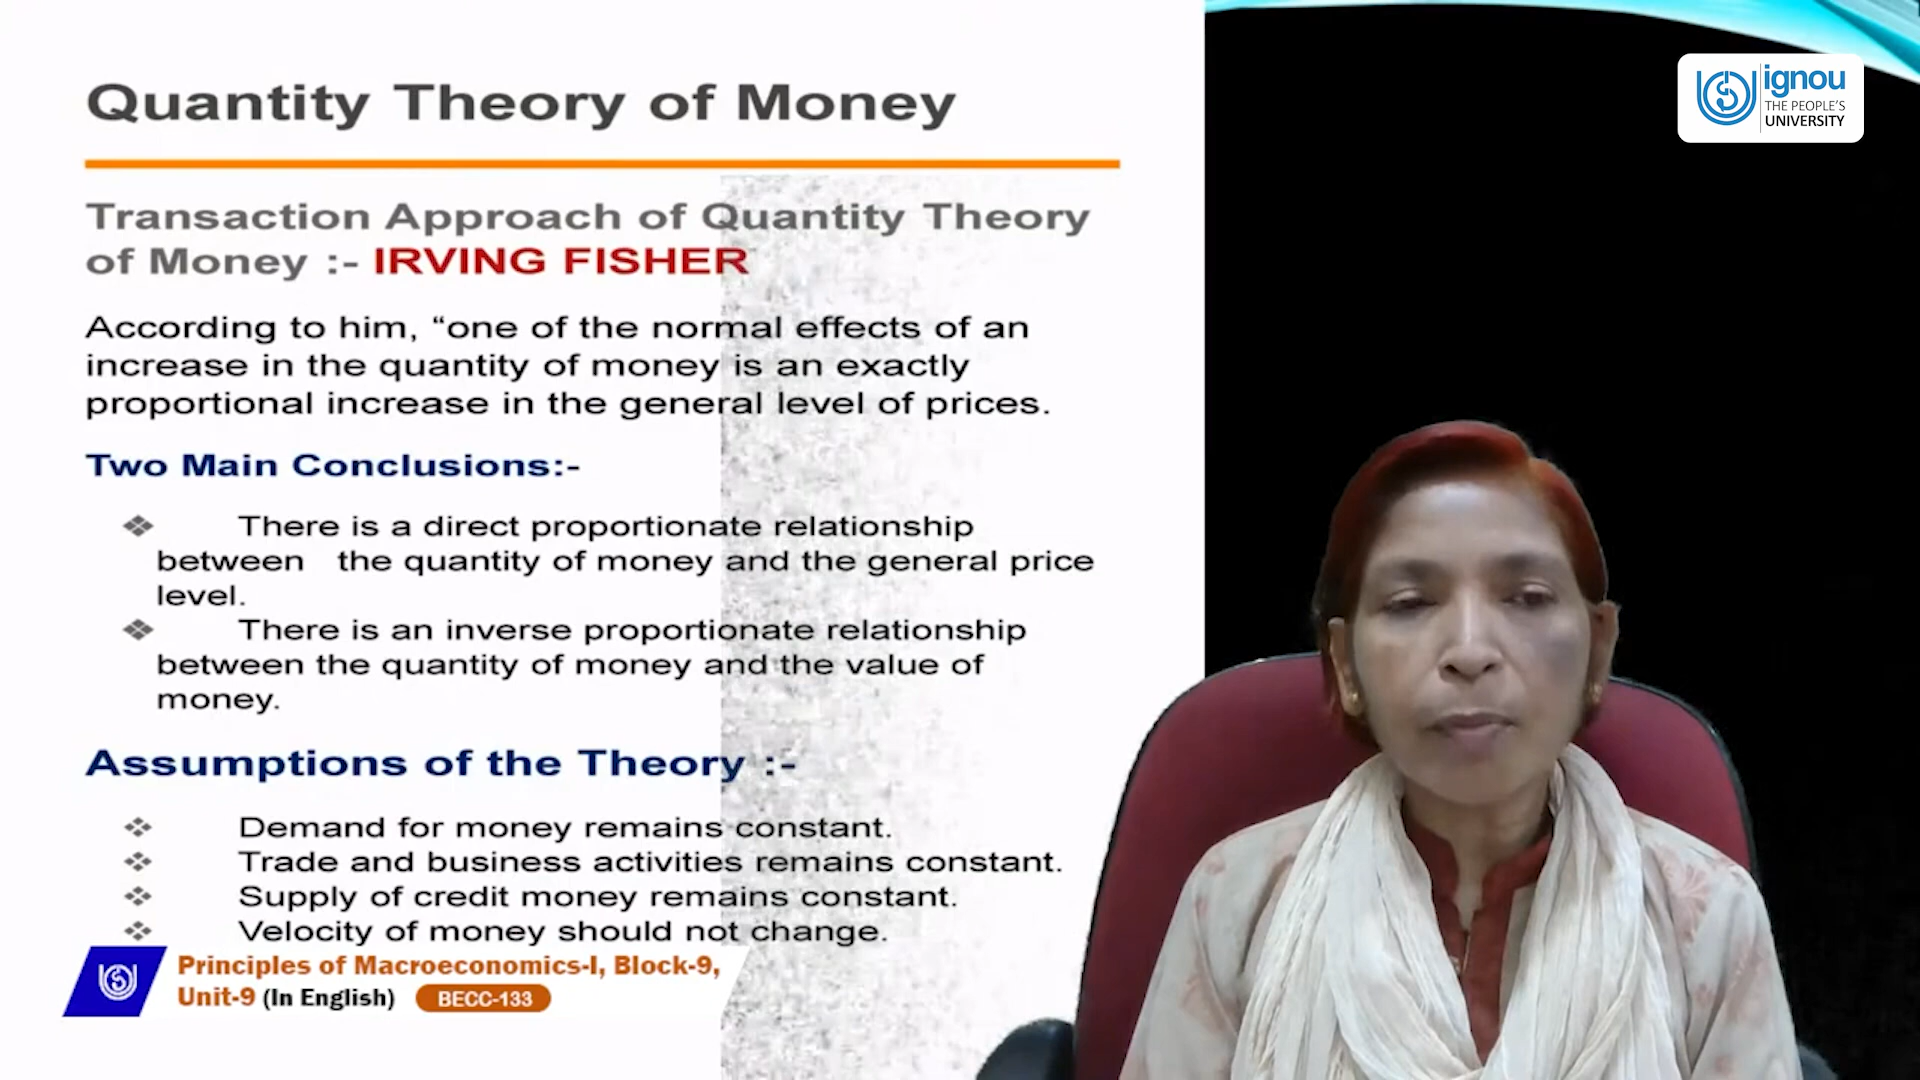 Quantity Theory of Money
Transaction Approach of Quantity Theory
of Money :- IRVING FISHER
According to him, “one of the normal effects of an
increase in the quantity of money is an exactly
proportional increase in the general level of prices.
Two Main Conclusions:-
There is a direct proportionate relationship
between the quantity of money and the general price
level.
There is an inverse proportionate relationship
between the quantity of money and the value of
money.
Assumptions of the Theory :-
Demand for money remains constant.
Trade and business activities remains constant.
Supply of credit money remains constant.
Velocity of money should not change.
Principles of Macroeconomics-I, Block-9,
Unit-9 (In English) BECC-133
ignou
THE PEOPLE'S
UNIVERSITY